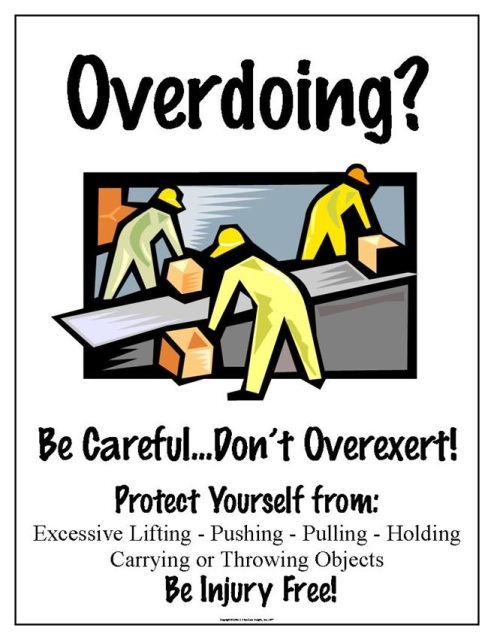 Overdoing?
Be Careful...Don't Overexert!
Protect Yourself from:
Excessive Lifting - Pushing - Pulling - Holding
Carrying or Throwing Objects
Be Injury Free!